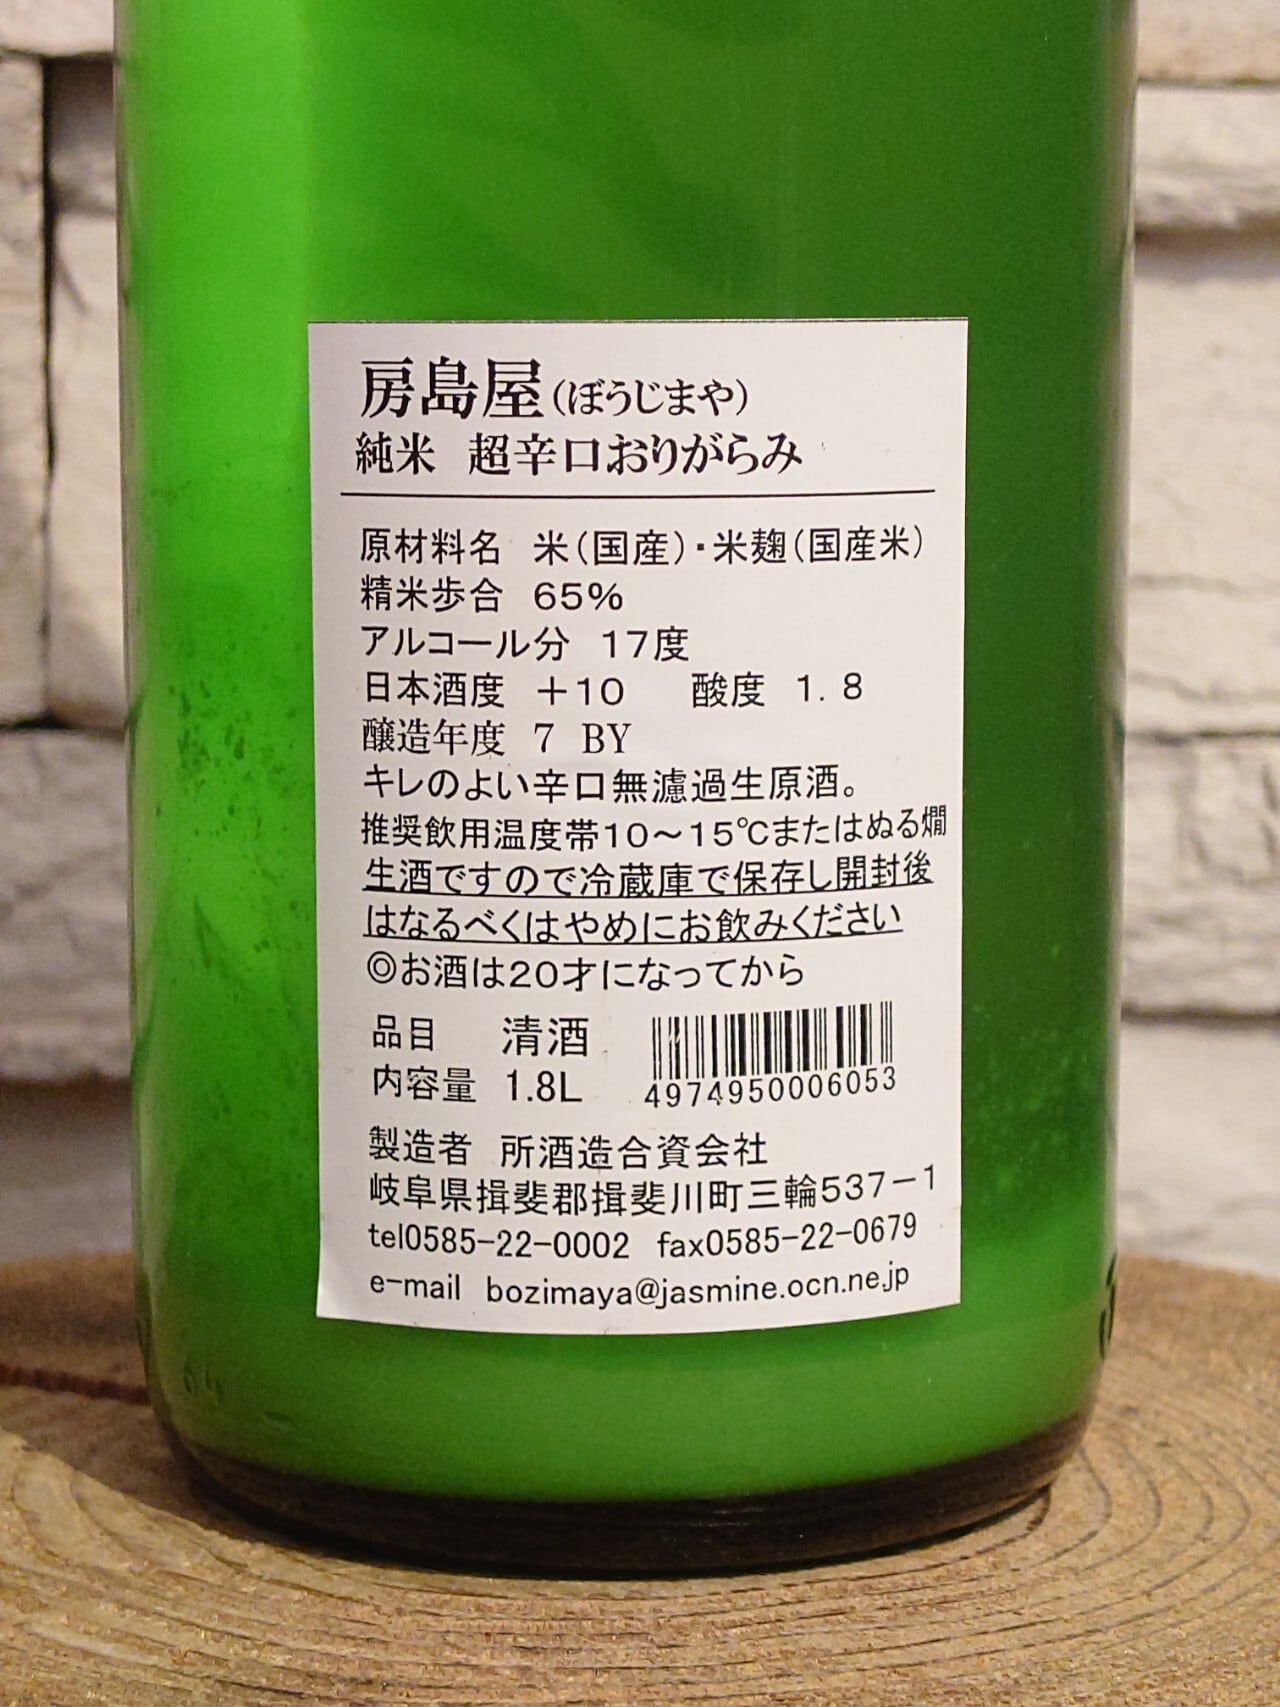 房島屋(ぼうじまや)
純米 超辛口おりがらみ
原材料名 米(国産)・米麹(国産米)
精米歩合 65%
アルコール分 17度
日本酒度 +10 酸度 1.8
醸造年度 7 BY
キレのよい辛口無濾過生原酒。
推奨飲用温度帯10~15℃またはぬる燗
生酒ですので冷蔵庫で保存し開封後
はなるべくはやめにお飲みください
◎お酒は20才になってから
品目 清酒
内容量 1.8L
4974950006053
製造者 所酒造合資会社
岐阜県揖斐郡揖斐川町三輪537-1
tel0585-22-0002 fax0585-22-0679
e-mail bozimaya@jasmine.ocn.ne.jp